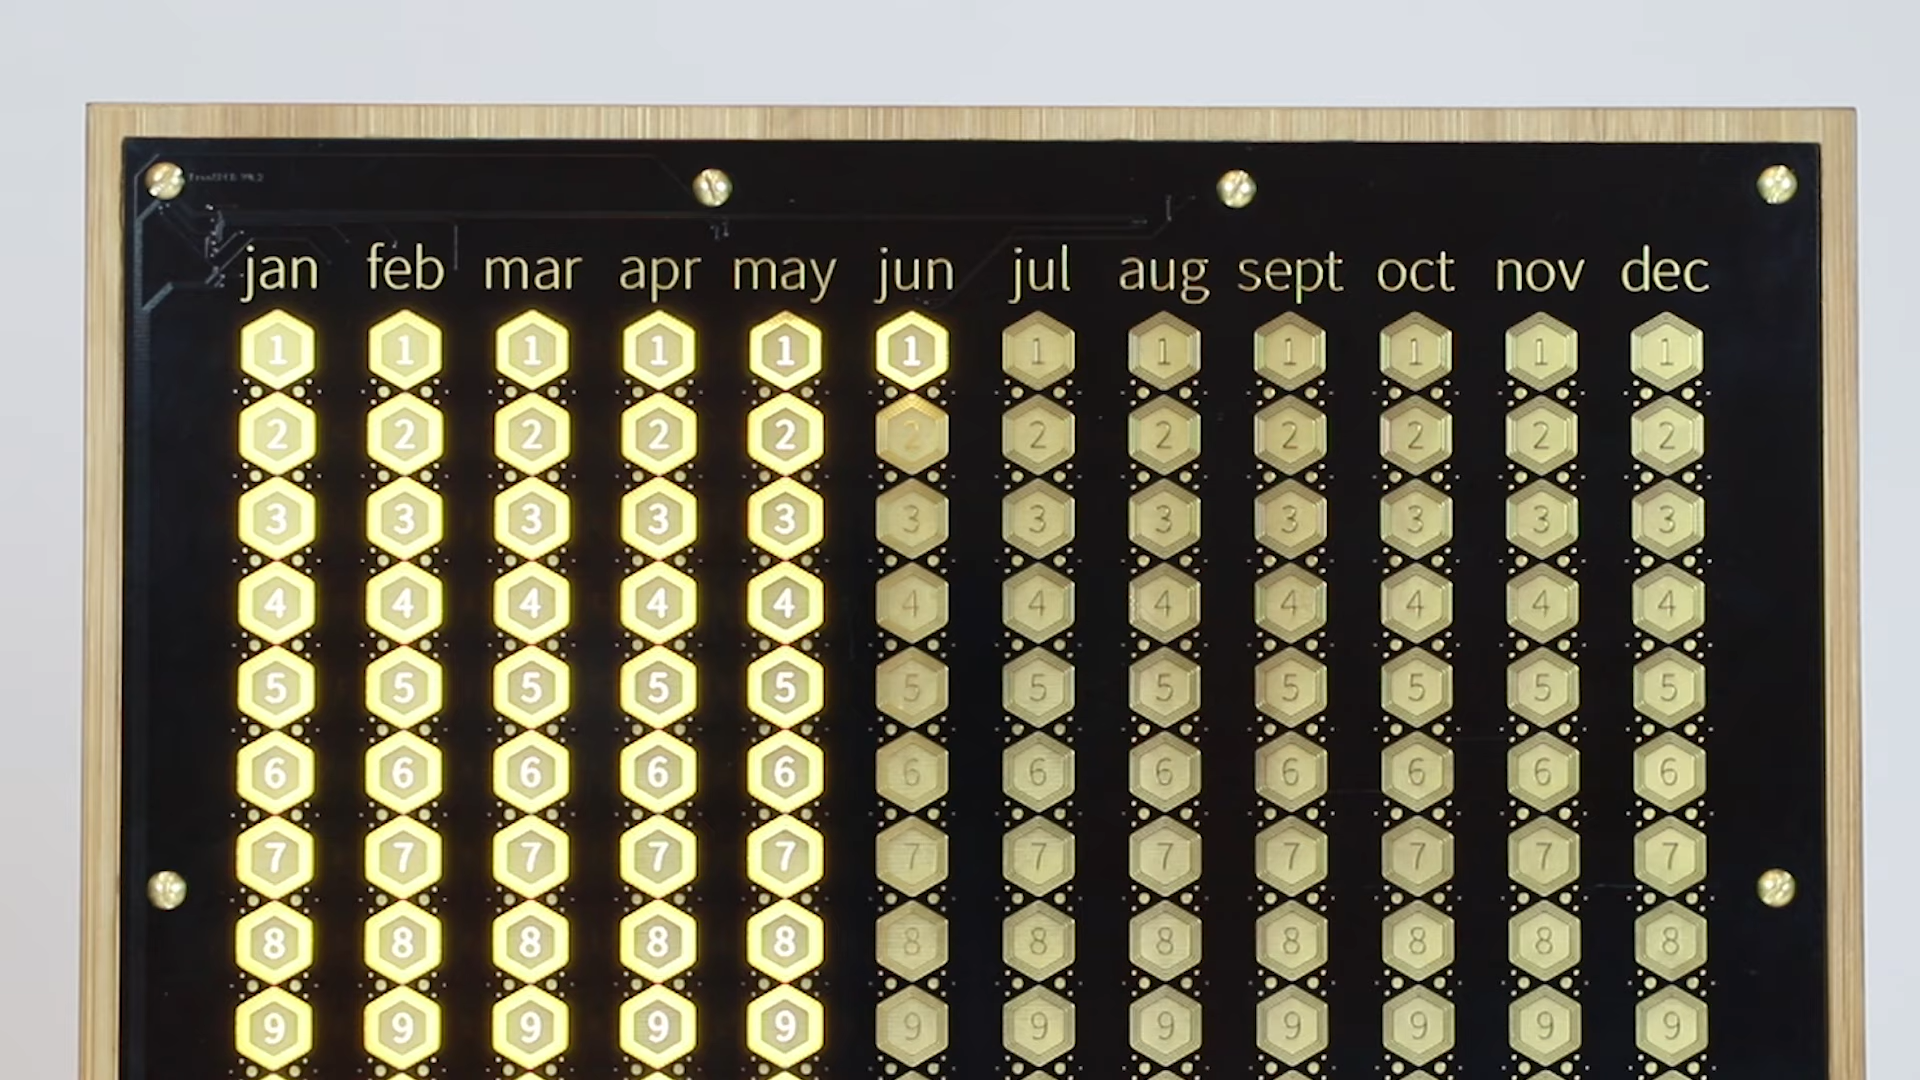 jan feb mar apr may jun jul aug sept oct nov dec
1 1 1 1 1 1 1 1 1 1 1 1
2 2 2 2 2 2 2 2 2 2 2 2
3 3 3 3 3 3 3 3 3 3 3 3
4 4 4 4 4 4 4 4 4 4 4 4
5 5 5 5 5 5 5 5 5 5 5 5
6 6 6 6 6 6 6 6 6 6 6 6
7 7 7 7 7 7 7 7 7 7 7 7
8 8 8 8 8 8 8 8 8 8 8 8
9 9 9 9 9 9 9 9 9 9 9 9